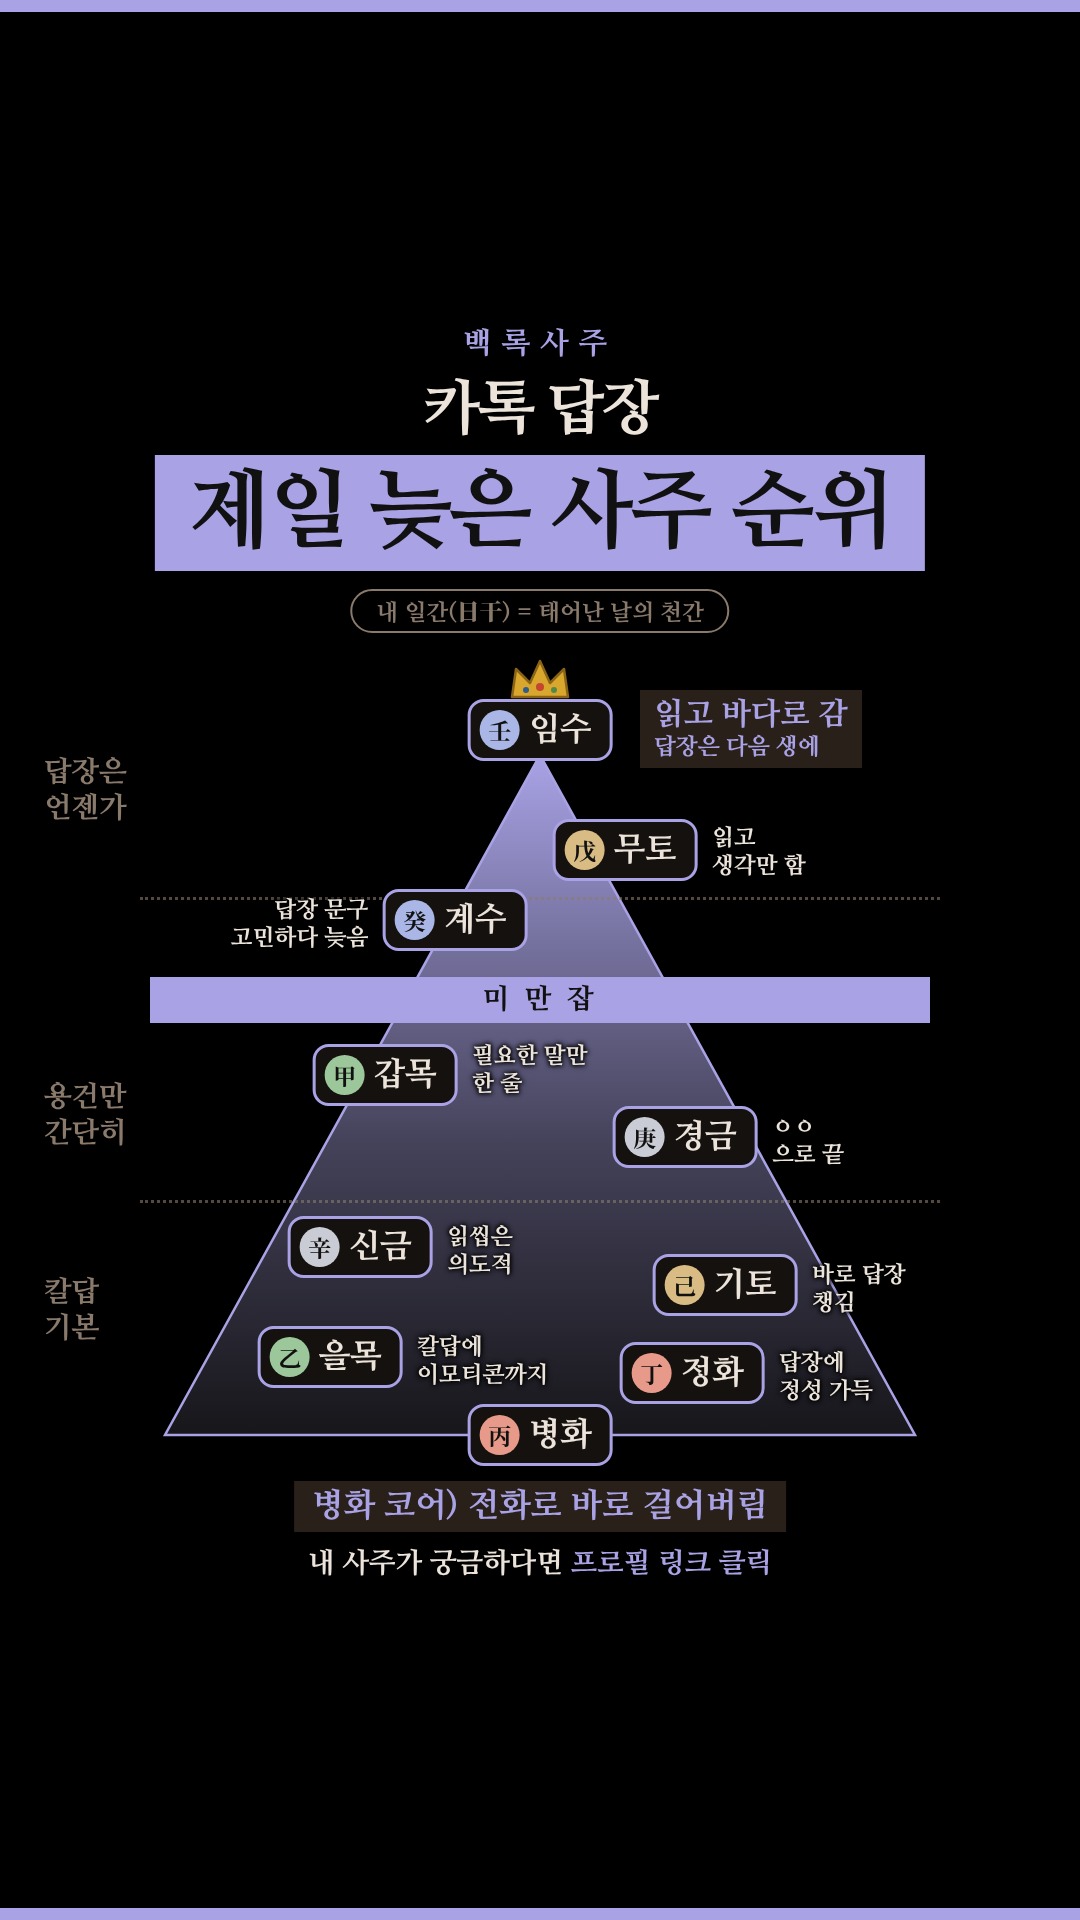 백록사주
카톡 답장
제일 늦은 사주 순위
내 일간(日干) = 태어난 날의 천간
壬 임수
읽고 바다로 감
답장은 다음 생에
답장은
언젠가
戊 무토
읽고
생각만 함
답장 문구
고민하다 늦음
癸 계수
미만잡
甲 갑목
필요한 말만
한 줄
용건만
간단히
庚 경금
ㅇㅇ
으로 끝
辛 신금
읽씹은
의도적
己 기토
바로 답장
챙김
칼답
기본
乙 을목
칼답에
이모티콘까지
丁 정화
답장에
정성 가득
丙 병화
병화 코어) 전화로 바로 걸어버림
내 사주가 궁금하다면 프로필 링크 클릭